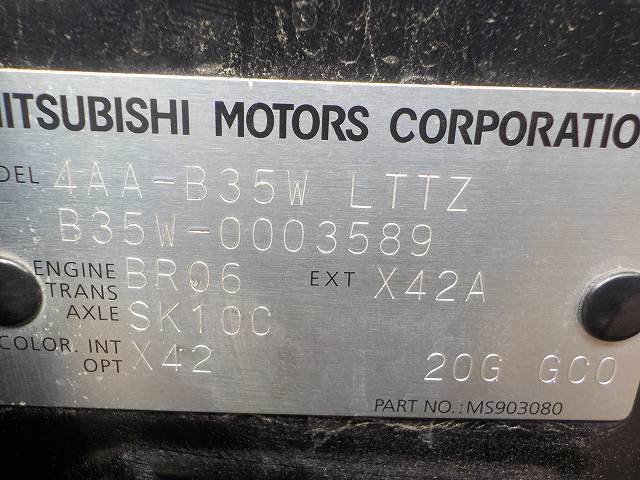 MITSUBISHI MOTORS CORPORATION
DEL 4AA-B35W LTTZ
B35W-0003589
ENGINE BR06 EXT X42A
TRANS
AXLE SK10C
COLOR. INT X42
OPT 20G GC0
PART NO.:MS903080